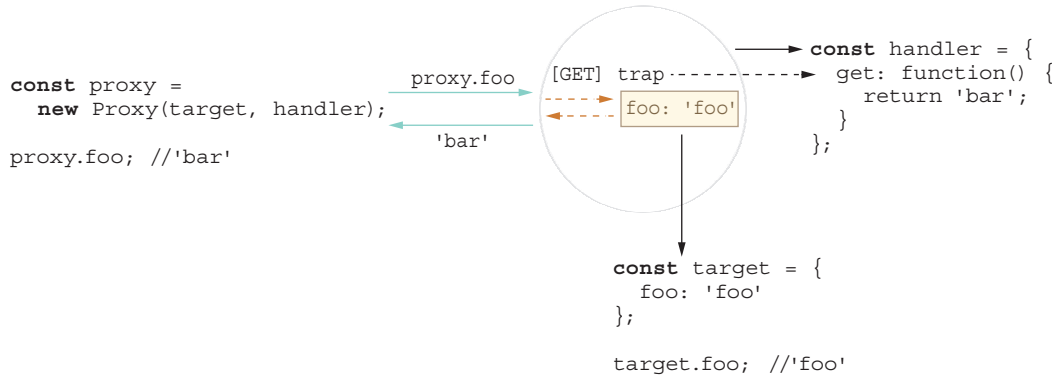 const proxy =
  new Proxy(target, handler);
proxy.foo; //'bar'
proxy.foo
'bar'
[GET] trap
foo: 'foo'
const handler = {
  get: function() {
    return 'bar';
  }
};
const target = {
  foo: 'foo'
};
target.foo; //'foo'